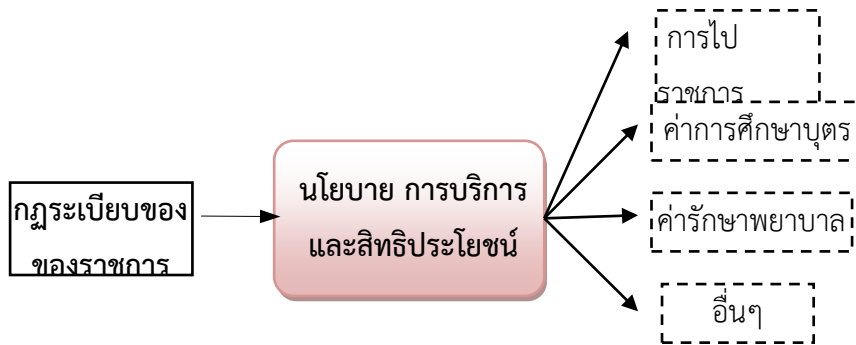 กฏระเบียบของ
ของราชการ
นโยบาย การบริการ
และสิทธิประโยชน์
การไป
ราชการ
ค่าการศึกษาบุตร
ค่ารักษาพยาบาล
อื่นๆ